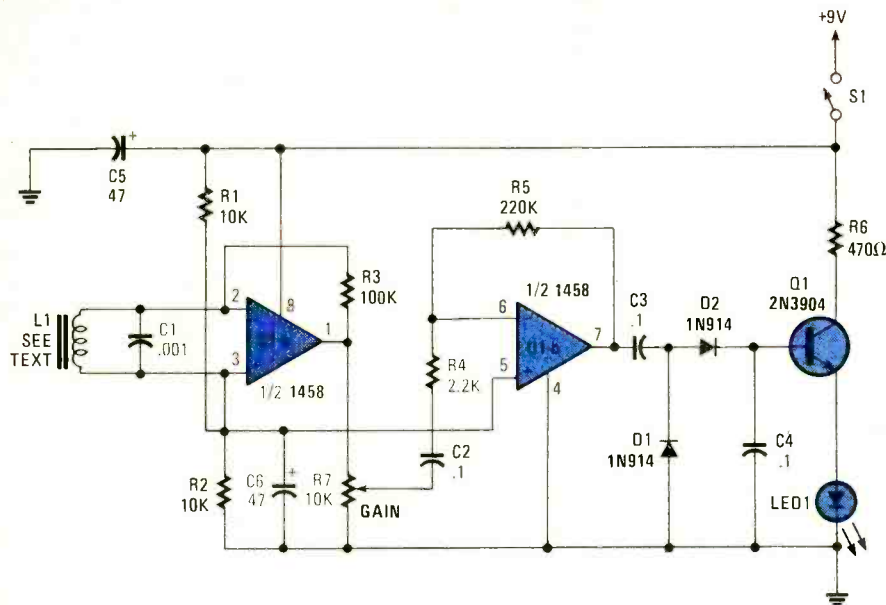 +9V
S1
C5
47
+
R1
10K
R5
220K
R6
470Ω
R3
100K
Q1
2N3904
L1
SEE
TEXT
C1
.001
2
8
1
3
1/2 1458
1/2 1458
6
7
5
4
C3
.1
D2
1N914
R4
2.2K
C2
.1
D1
1N914
C4
.1
R2
10K
C6
47
+
R7
10K
GAIN
LED1